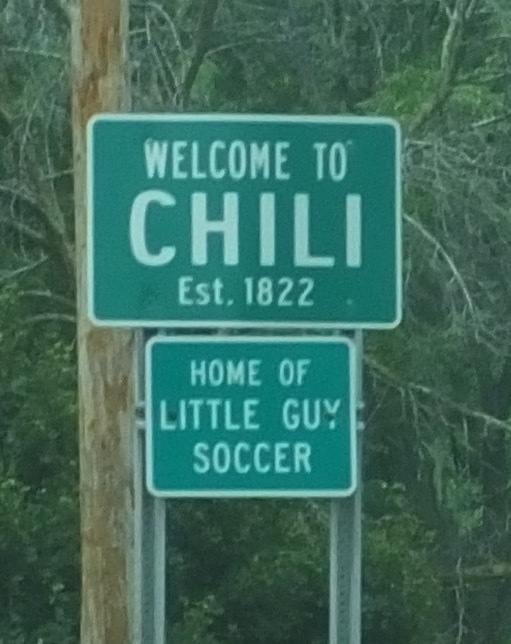 WELCOME TO
CHILI
Est. 1822
HOME OF
LITTLE GUY
SOCCER